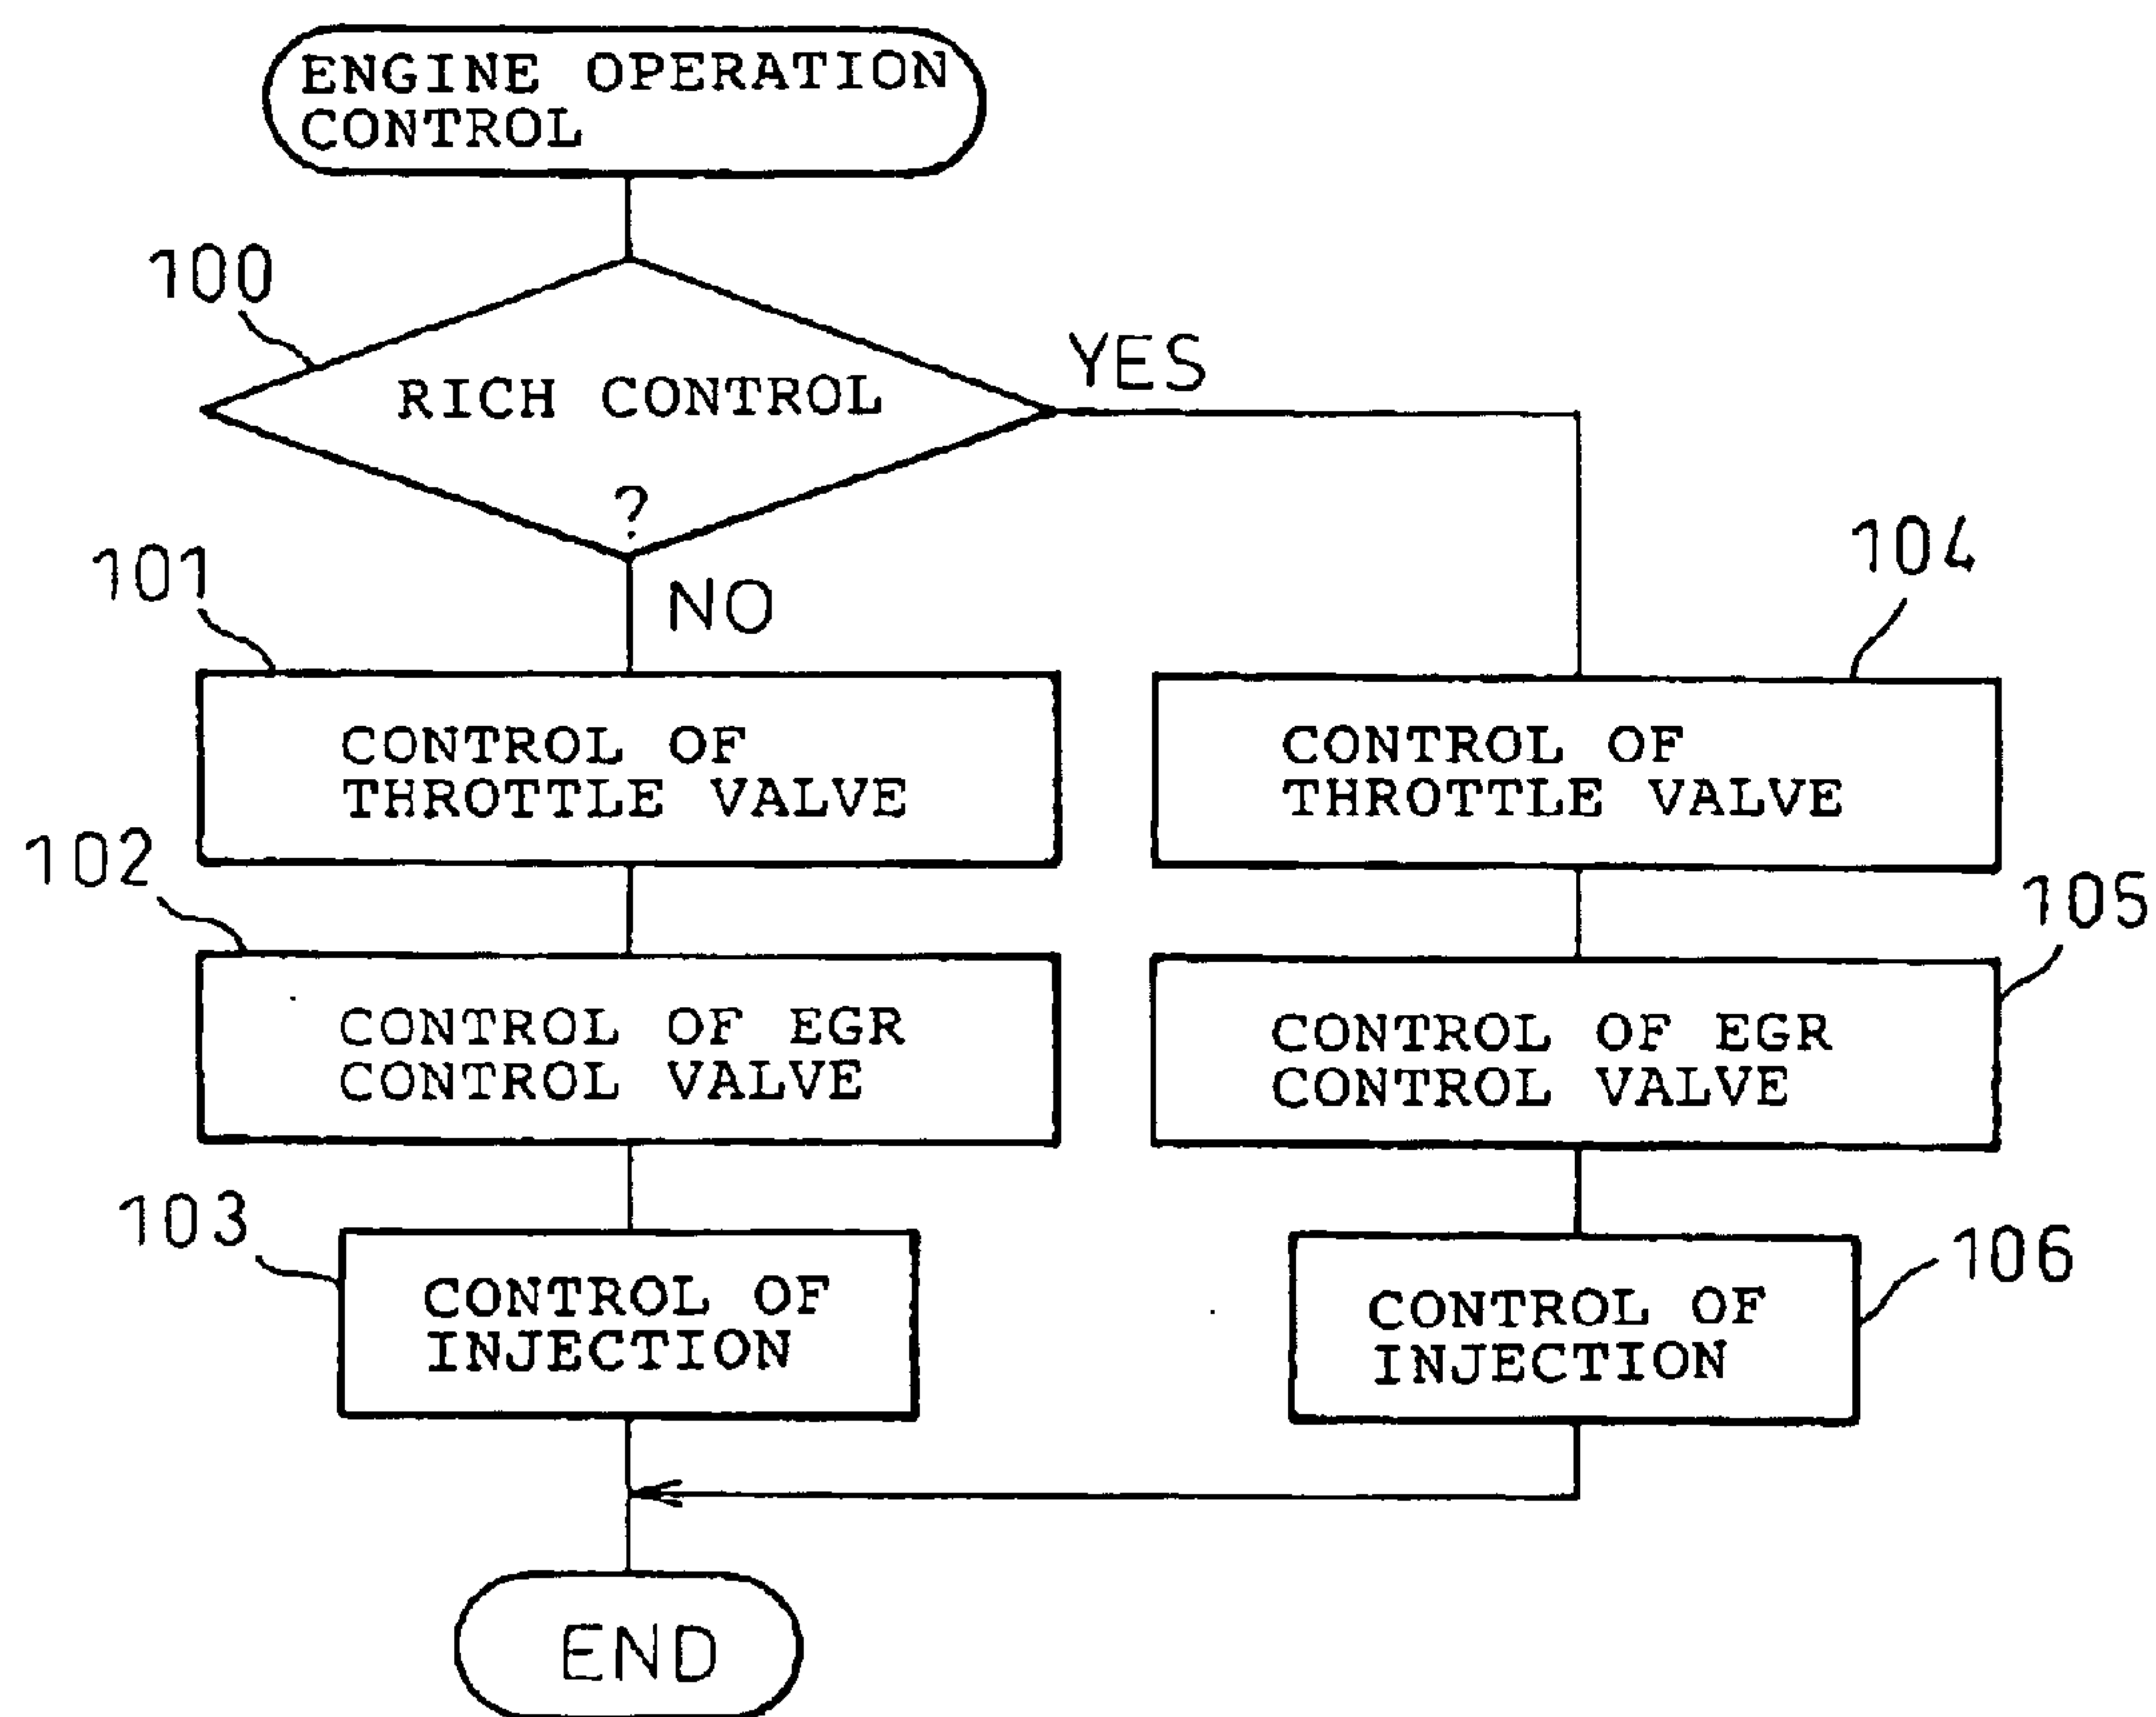 ENGINE OPERATION
CONTROL
100
RICH CONTROL
?
YES
NO
101
CONTROL OF
THROTTLE VALVE
102
CONTROL OF EGR
CONTROL VALVE
103
CONTROL OF
INJECTION
104
CONTROL OF
THROTTLE VALVE
105
CONTROL OF EGR
CONTROL VALVE
106
CONTROL OF
INJECTION
END